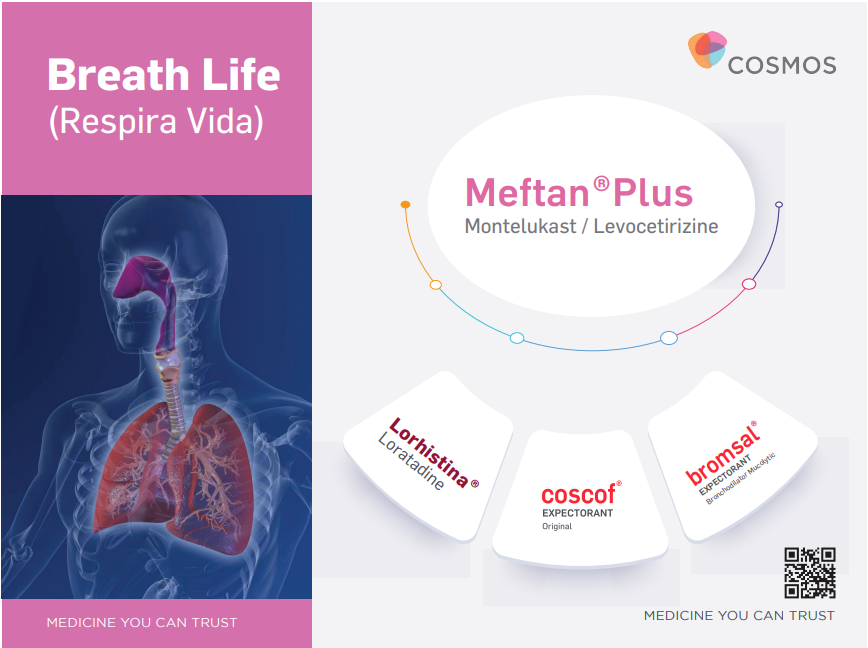 Breath Life
(Respira Vida)
COSMOS
Meftan® Plus
Montelukast / Levocetirizine
Lorhistina®
Loratadine
coscof®
EXPECTORANT
Original
bromsal®
EXPECTORANT
Bronchodilator Mucolytic
MEDICINE YOU CAN TRUST
MEDICINE YOU CAN TRUST